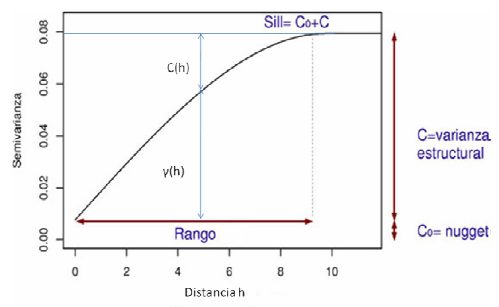 Sill= C₀+C
0.08
0.06
0.04
0.02
0.00
Semivarianza
C(h)
γ(h)
C=varianza
estructural
C₀= nugget
Rango
0 2 4 6 8 10
Distancia h